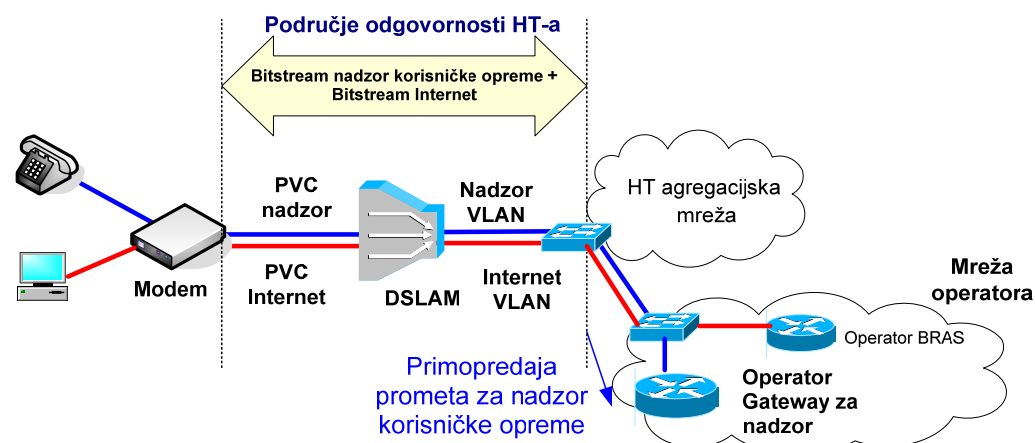 Područje odgovornosti HT-a
Bitstream nadzor korisničke opreme +
Bitstream Internet
PVC
nadzor
Nadzor
VLAN
HT agregacijska
mreža
PVC
Internet
Modem
DSLAM
Internet
VLAN
Mreža
operatora
Operator BRAS
Primopredaja
prometa za nadzor
korisničke opreme
Operator
Gateway za
nadzor